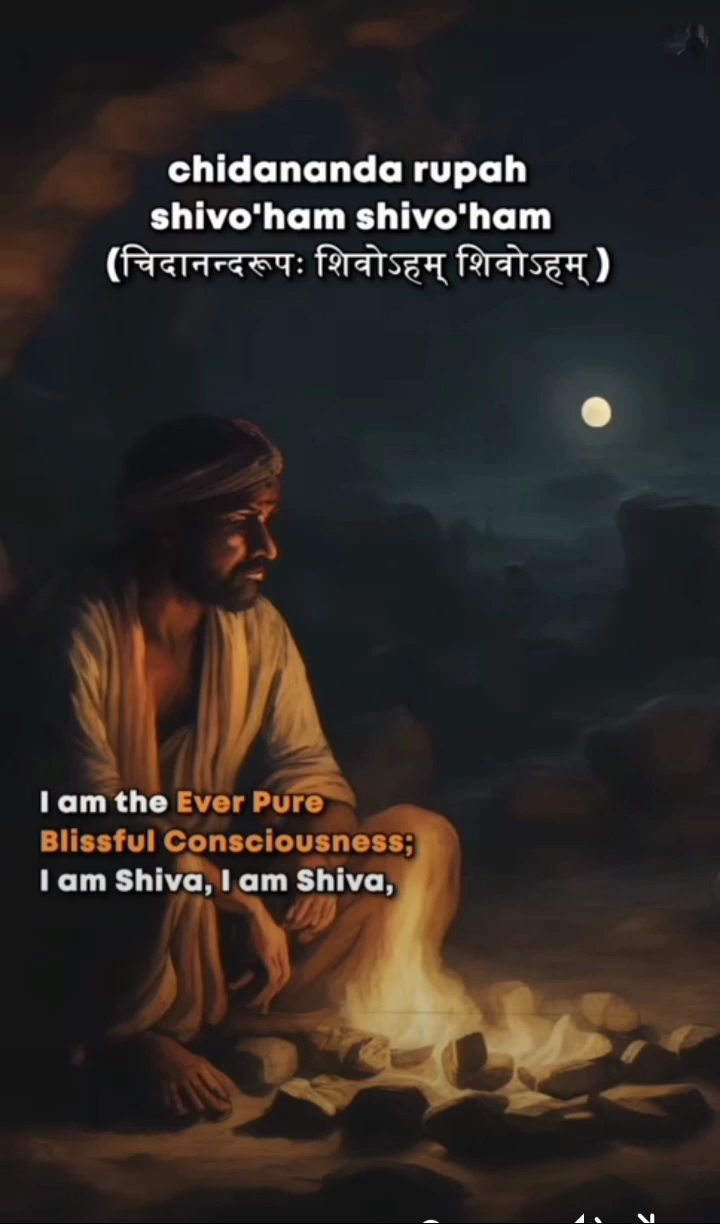 chidananda rupah
shivo'ham shivo'ham
(चिदानन्दरूपः शिवोऽहम् शिवोऽहम् )
I am the Ever Pure
Blissful Consciousness;
I am Shiva, I am Shiva,